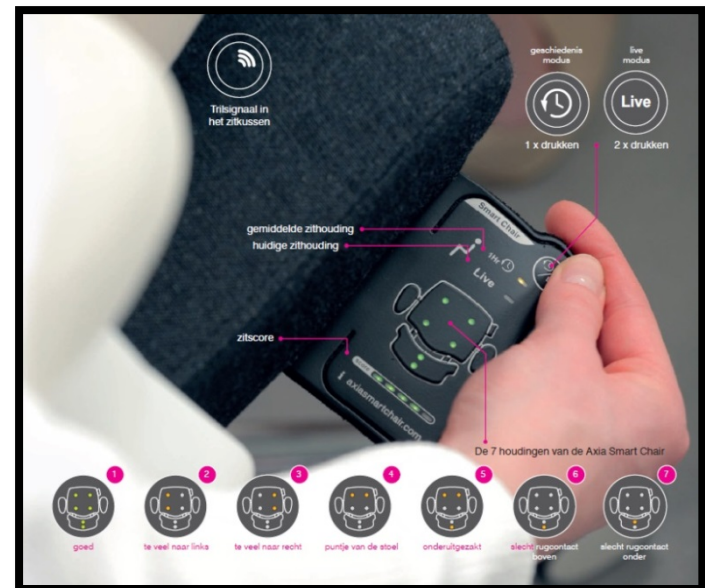 geschiedenis
modus
live
modus
Live
Trilsignaal in
het zitkussen
1 x drukken
2 x drukken
Smart Chair
gemiddelde zithouding
huidige zithouding
1Hr
Live
zitscore
axiasmartchair.com
De 7 houdingen van de Axia Smart Chair
1
2
3
4
5
6
7
goed
te veel naar links
te veel naar recht
puntje van de stoel
onderuitgezakt
slecht rugcontact
boven
slecht rugcontact
onder